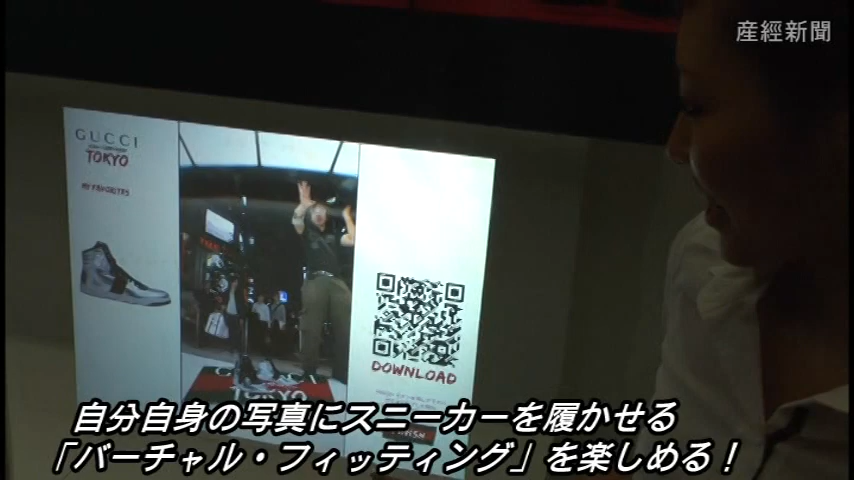 産経新聞
GUCCI
TOKYO
MY FAVORITES
DOWNLOAD
自分自身の写真にスニーカーを履かせる
「バーチャル・フィッティング」を楽しめる！